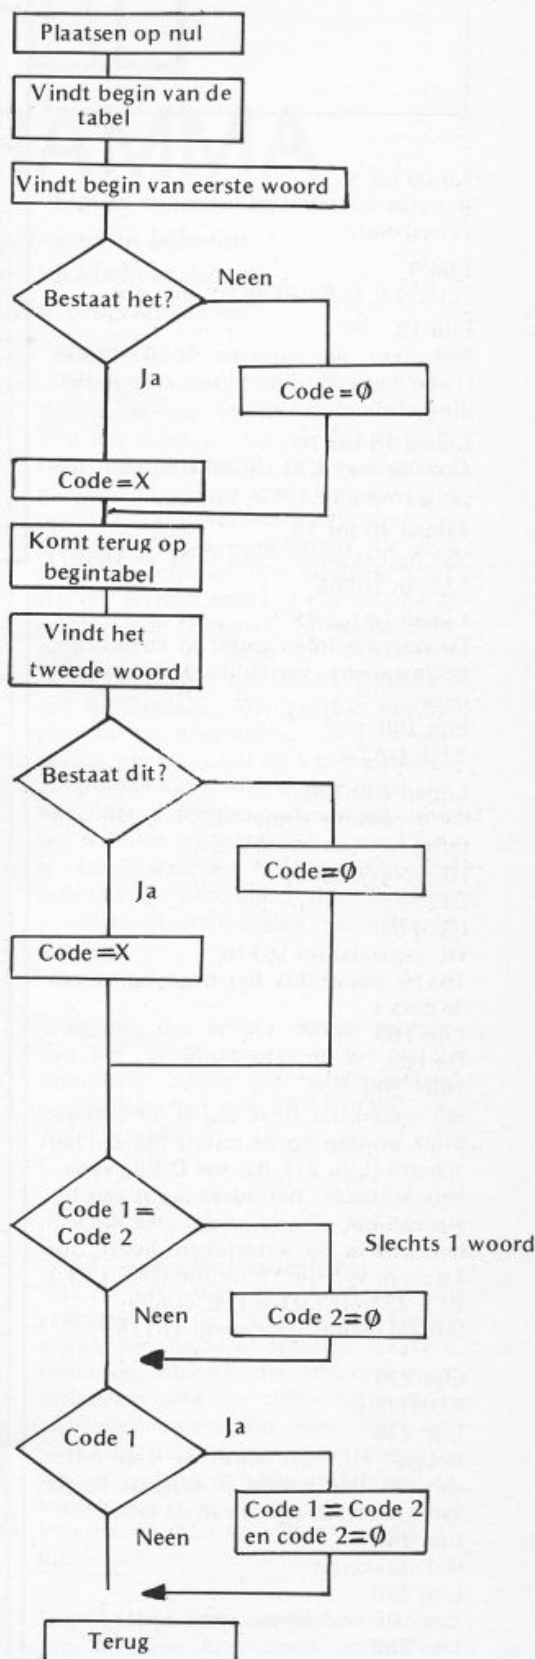 Plaatsen op nul
Vindt begin van de
tabel
Vindt begin van eerste woord
Neen
Bestaat het?
Ja
Code=Ø
Code=X
Komt terug op
begintabel
Vindt het
tweede woord
Bestaat dit?
Code=Ø
Ja
Code=X
Code 1=
Code 2
Slechts 1 woord
Neen
Code 2=Ø
Ja
Code 1
Code 1=Code 2
en code 2=Ø
Neen
Terug